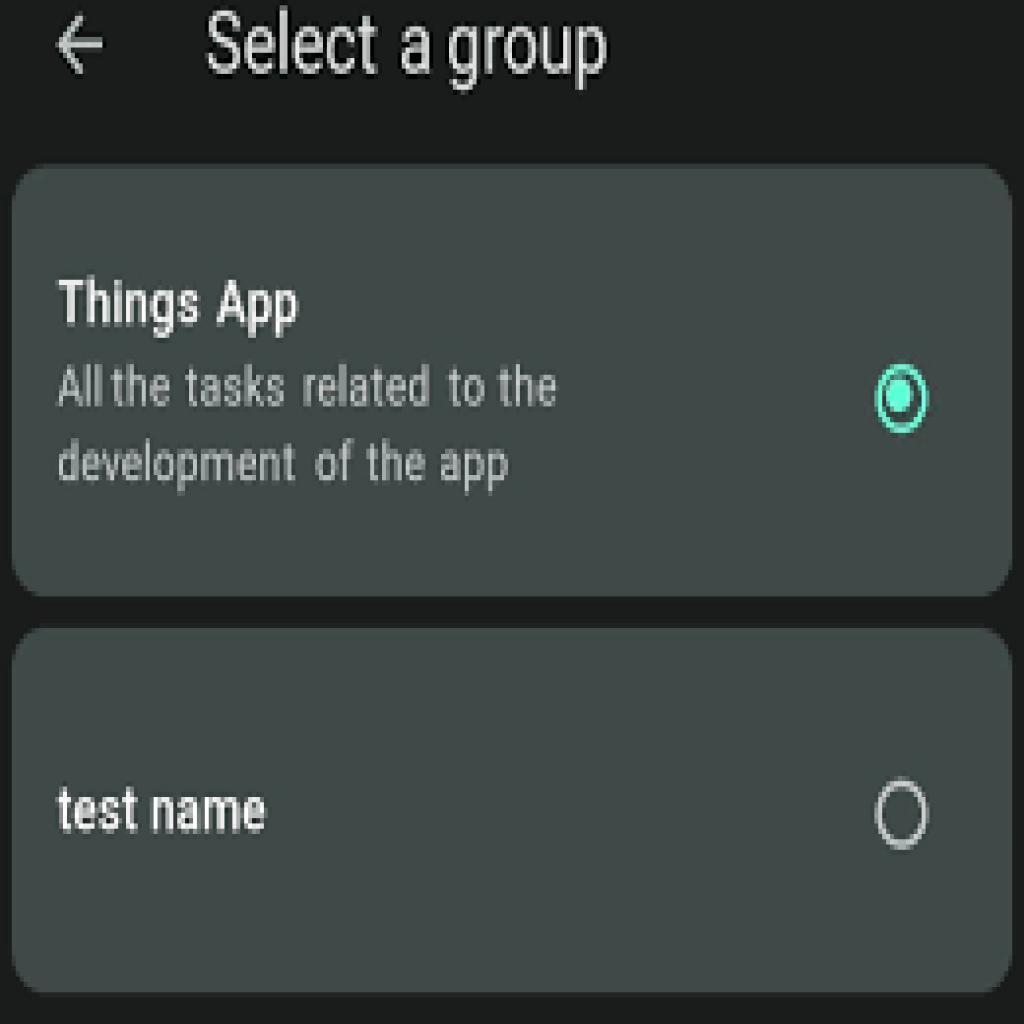 Select a group
Things App
All the tasks related to the
development of the app
test name